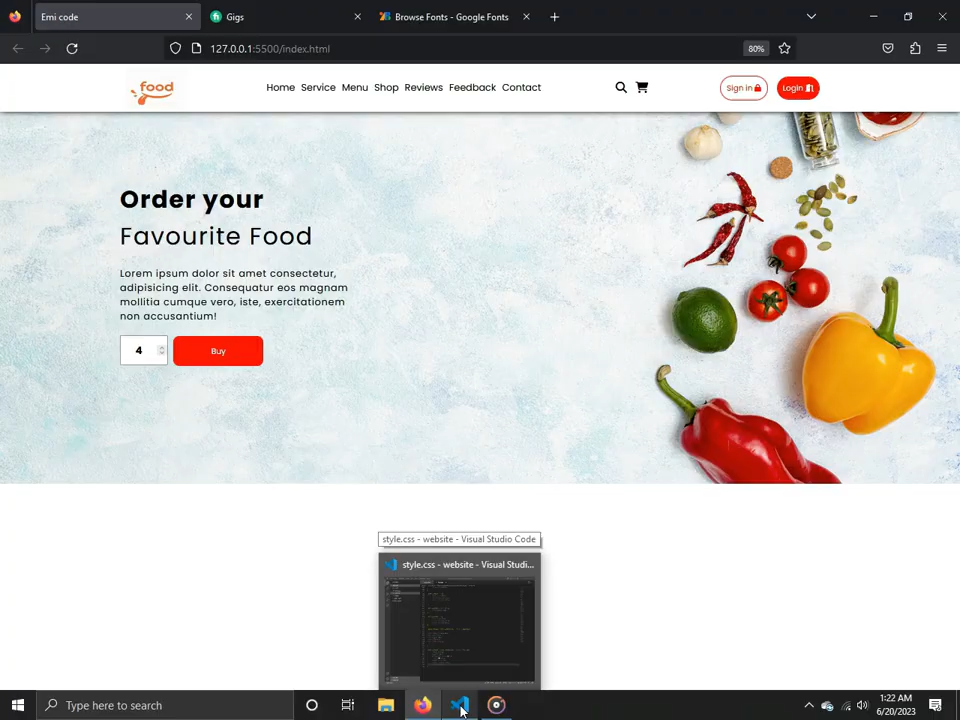 Emi code
Gigs
Browse Fonts - Google Fonts
127.0.0.1:5500/index.html
80%
food
Home Service Menu Shop Reviews Feedback Contact
Sign in
Login
Order your
Favourite Food
Lorem ipsum dolor sit amet consectetur,
adipisicing elit. Consequatur eos magnam
mollitia cumque vero, iste, exercitationem
non accusantium!
4
Buy
style.css - website - Visual Studio Code
style.css - website - Visual Studi...
Type here to search
1:22 AM
6/20/2023